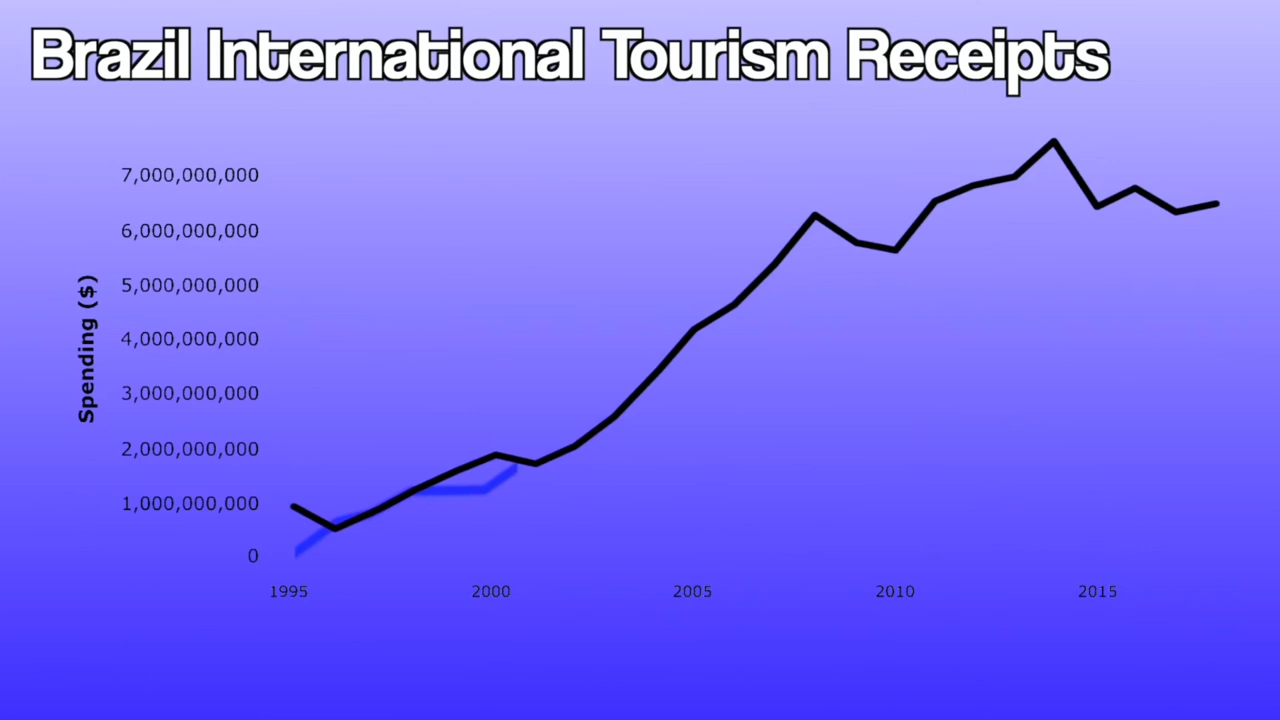 Brazil International Tourism Receipts
Spending ($)
7,000,000,000
6,000,000,000
5,000,000,000
4,000,000,000
3,000,000,000
2,000,000,000
1,000,000,000
0
1995 2000 2005 2010 2015